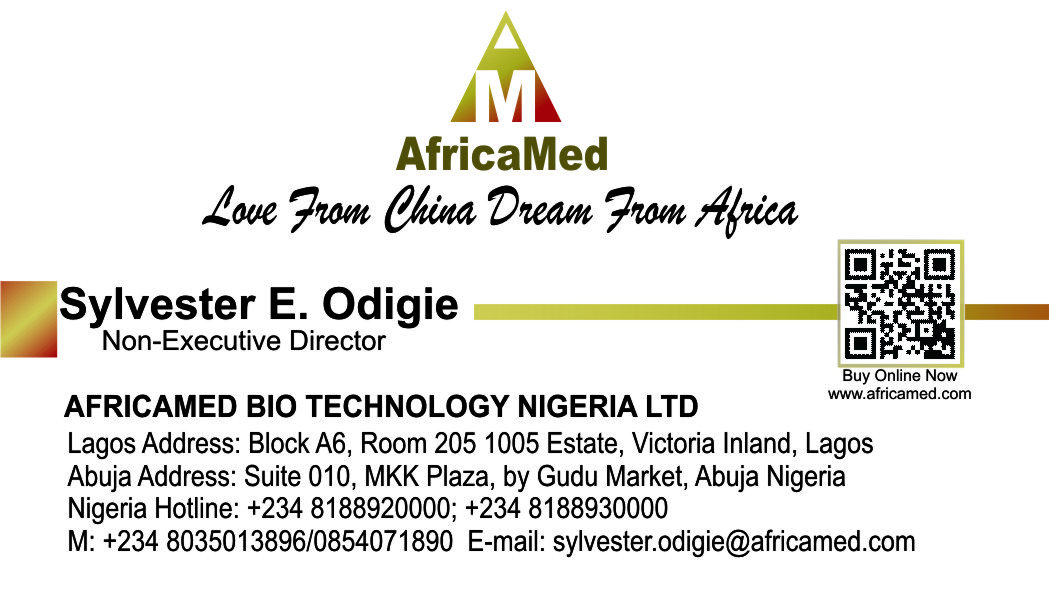 M
AfricaMed
Love From China Dream From Africa
Sylvester E. Odigie
Non-Executive Director
Buy Online Now
www.africamed.com
AFRICAMED BIO TECHNOLOGY NIGERIA LTD
Lagos Address: Block A6, Room 205 1005 Estate, Victoria Inland, Lagos
Abuja Address: Suite 010, MKK Plaza, by Gudu Market, Abuja Nigeria
Nigeria Hotline: +234 8188920000; +234 8188930000
M: +234 8035013896/0854071890 E-mail: sylvester.odigie@africamed.com